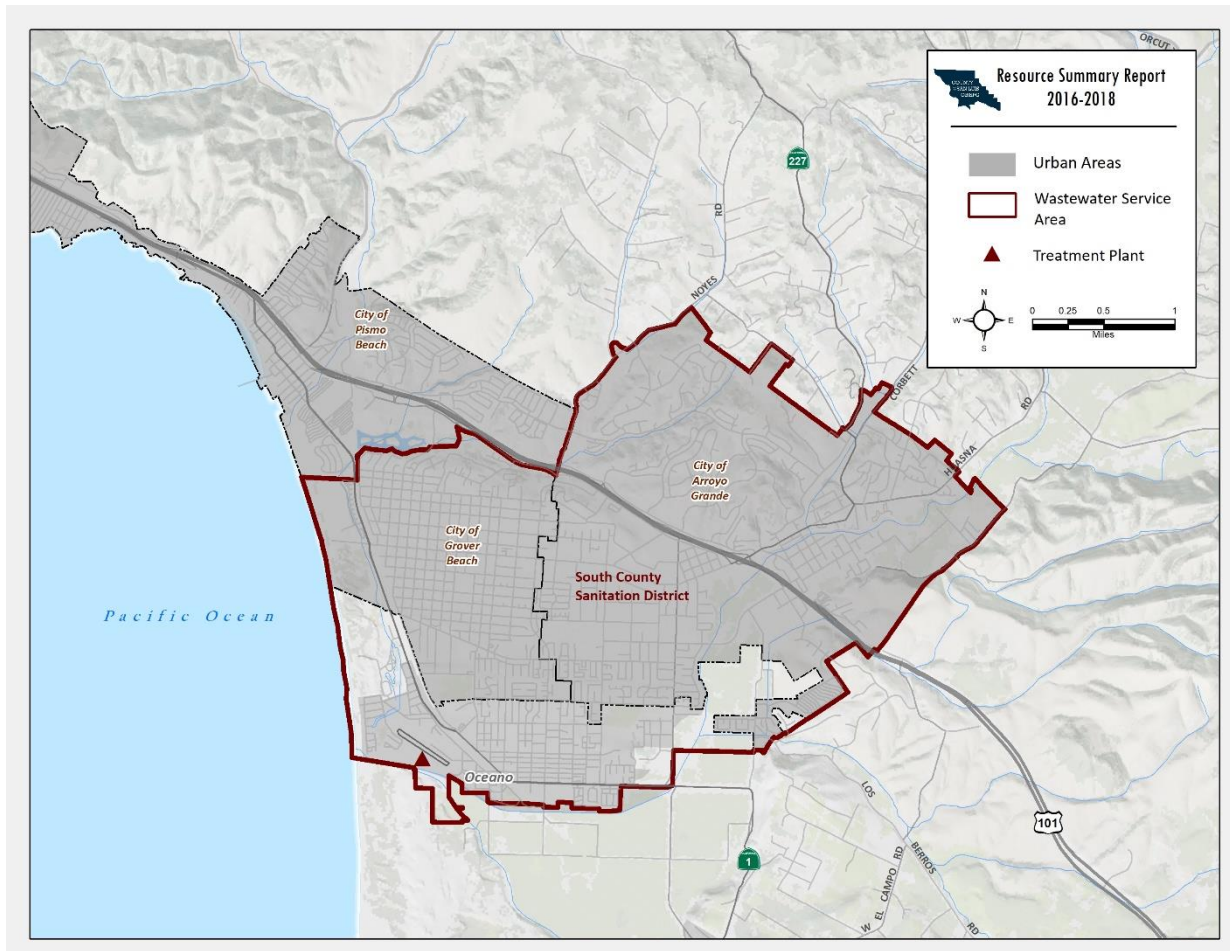 ORCUT
Resource Summary Report
2016-2018
Urban Areas
Wastewater Service
Area
Treatment Plant
N
W E
S
0 0.25 0.5 1
Miles
227
RD
NOYES
CORBETT
RD
HUASNA
City of
Pismo
Beach
City of
Arroyo
Grande
City of
Grover
Beach
South County
Sanitation District
Pacific Ocean
Oceano
LOS
BERROS
RD
101
1
W EL CAMPO RD